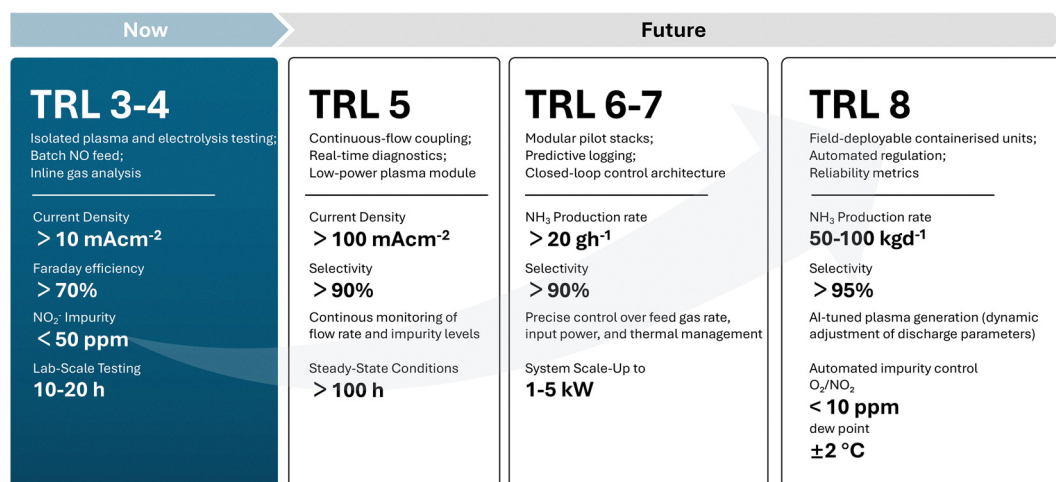 Now
Future
TRL 3-4
Isolated plasma and electrolysis testing;
Batch NO feed;
Inline gas analysis
Current Density
> 10 mAcm⁻²
Faraday efficiency
> 70%
NO₂⁻ Impurity
< 50 ppm
Lab-Scale Testing
10-20 h
TRL 5
Continuous-flow coupling;
Real-time diagnostics;
Low-power plasma module
Current Density
> 100 mAcm⁻²
Selectivity
> 90%
Continous monitoring of
flow rate and impurity levels
Steady-State Conditions
> 100 h
TRL 6-7
Modular pilot stacks;
Predictive logging;
Closed-loop control architecture
NH₃ Production rate
> 20 gh⁻¹
Selectivity
> 90%
Precise control over feed gas rate,
input power, and thermal management
System Scale-Up to
1-5 kW
TRL 8
Field-deployable containerised units;
Automated regulation;
Reliability metrics
NH₃ Production rate
50-100 kgd⁻¹
Selectivity
> 95%
AI-tuned plasma generation (dynamic
adjustment of discharge parameters)
Automated impurity control
O₂/NO₂
< 10 ppm
dew point
±2 °C